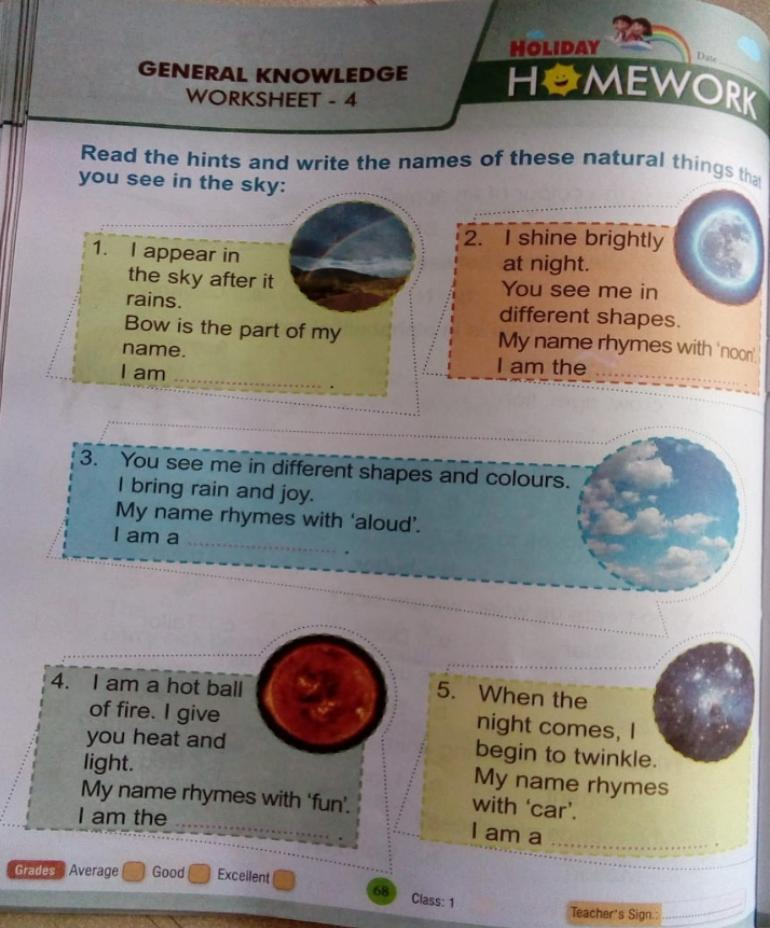 HOLIDAY
Date
GENERAL KNOWLEDGE
HOMEWORK
WORKSHEET - 4
Read the hints and write the names of these natural things that
you see in the sky:
1. I appear in
the sky after it
rains.
Bow is the part of my
name.
I am ........................ .
2. I shine brightly
at night.
You see me in
different shapes.
My name rhymes with 'noon'.
I am the ........................ .
3. You see me in different shapes and colours.
I bring rain and joy.
My name rhymes with 'aloud'.
I am a ........................ .
4. I am a hot ball
of fire. I give
you heat and
light.
My name rhymes with 'fun'.
I am the ........................ .
5. When the
night comes, I
begin to twinkle.
My name rhymes
with 'car'.
I am a ........................ .
Grades Average Good Excellent
68
Class: 1
Teacher's Sign.: ................